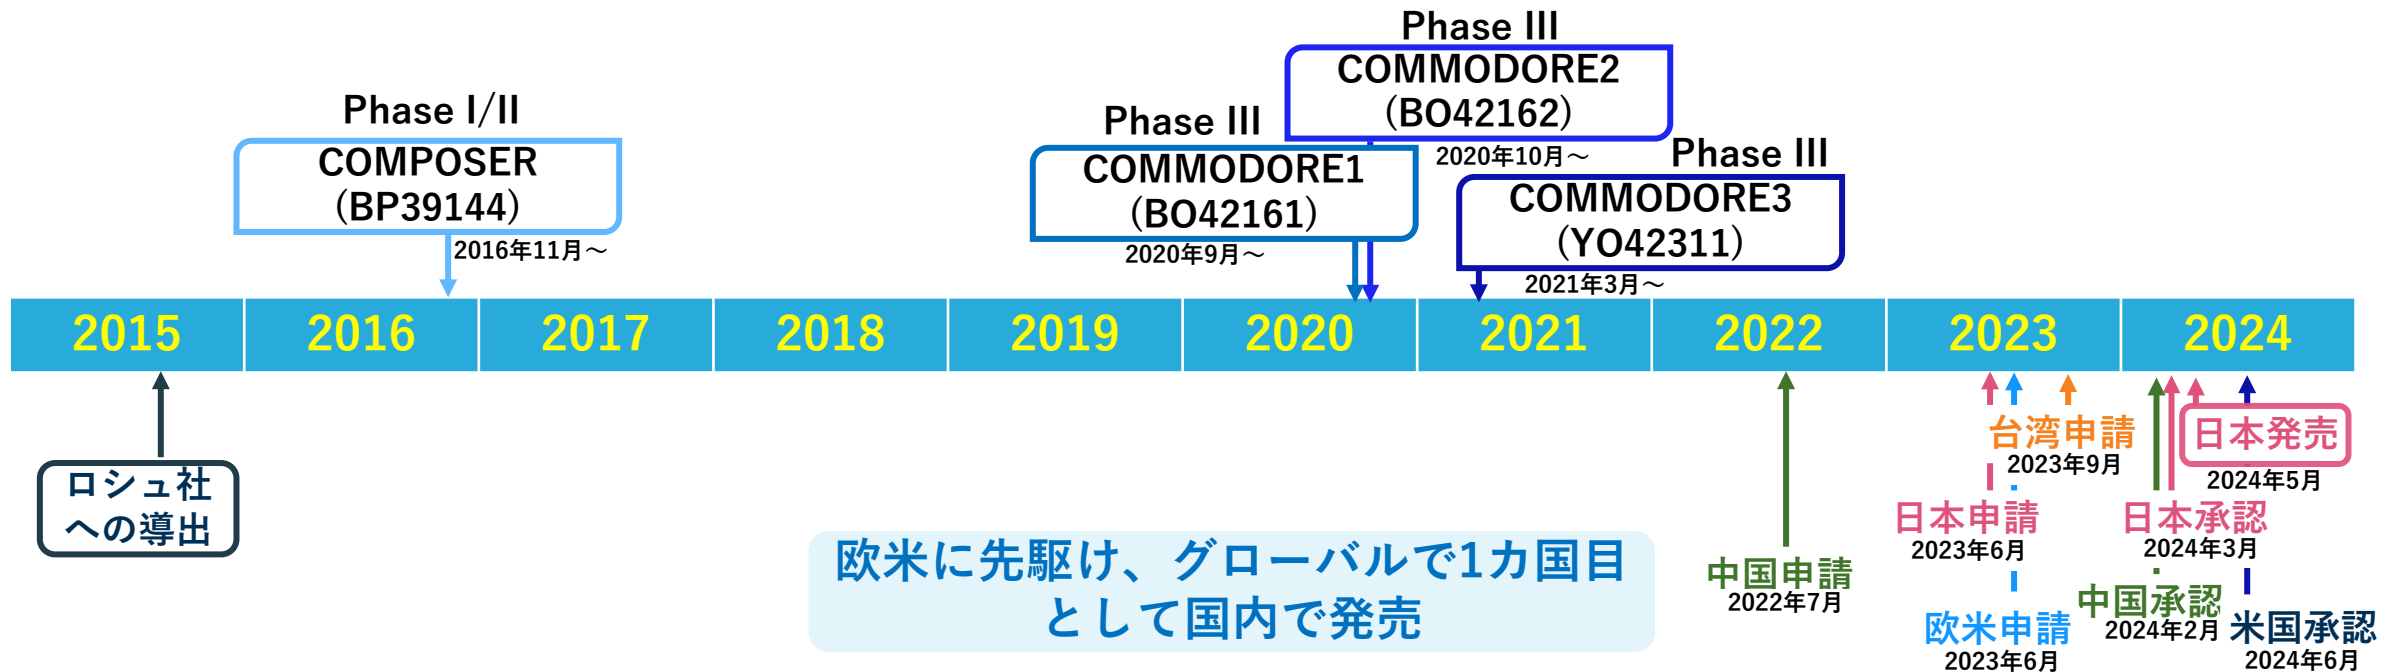 Phase I/II
COMPOSER
(BP39144)
2016年11月～
Phase III
COMMODORE1
(BO42161)
2020年9月～
Phase III
COMMODORE2
(BO42162)
2020年10月～
Phase III
COMMODORE3
(YO42311)
2021年3月～
2015 2016 2017 2018 2019 2020 2021 2022 2023 2024
ロシュ社
への導出
欧米に先駆け、グローバルで1カ国目
として国内で発売
中国申請
2022年7月
日本申請
2023年6月
欧米申請
2023年6月
台湾申請
2023年9月
中国承認
2024年2月
日本承認
2024年3月
日本発売
2024年5月
米国承認
2024年6月